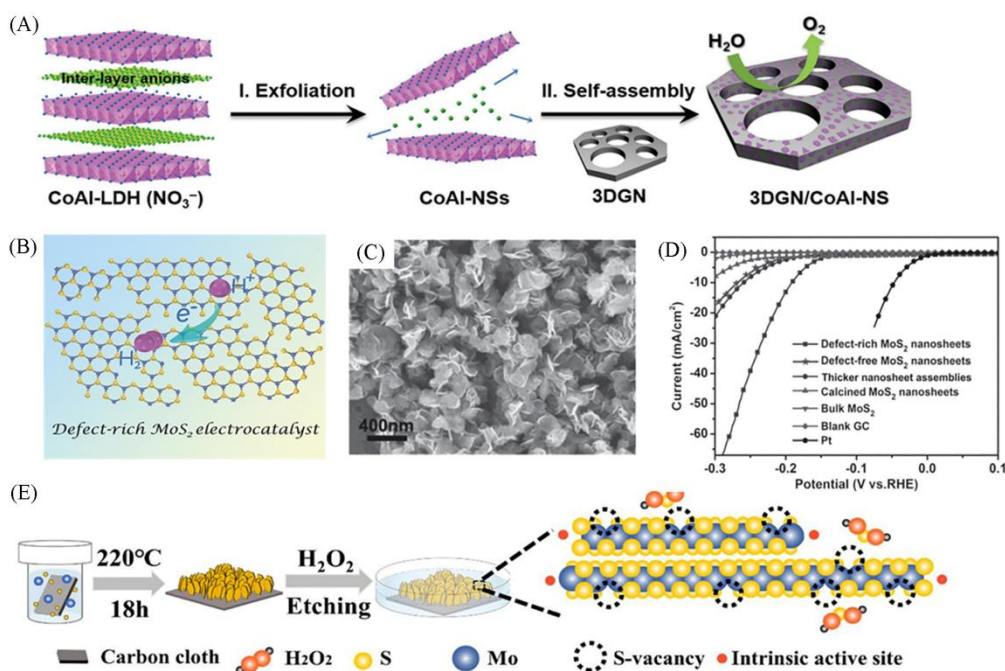 (A)
Inter-layer anions
I. Exfoliation
II. Self-assembly
H₂O
O₂
3DGN
CoAl-LDH (NO₃⁻)
CoAl-NSs
3DGN/CoAl-NS
(B)
H⁺
e⁻
H₂
Defect-rich MoS₂ electrocatalyst
(C)
400nm
(D)
Current (mA/cm²)
0
-10
-20
-30
-40
-50
-60
Defect-rich MoS₂ nanosheets
Defect-free MoS₂ nanosheets
Thicker nanosheet assemblies
Calcined MoS₂ nanosheets
Bulk MoS₂
Blank GC
Pt
-0.3
-0.2
-0.1
0.0
0.1
Potential (V vs.RHE)
(E)
220°C
18h
H₂O₂
Etching
Carbon cloth
H₂O₂
S
Mo
S-vacancy
Intrinsic active site